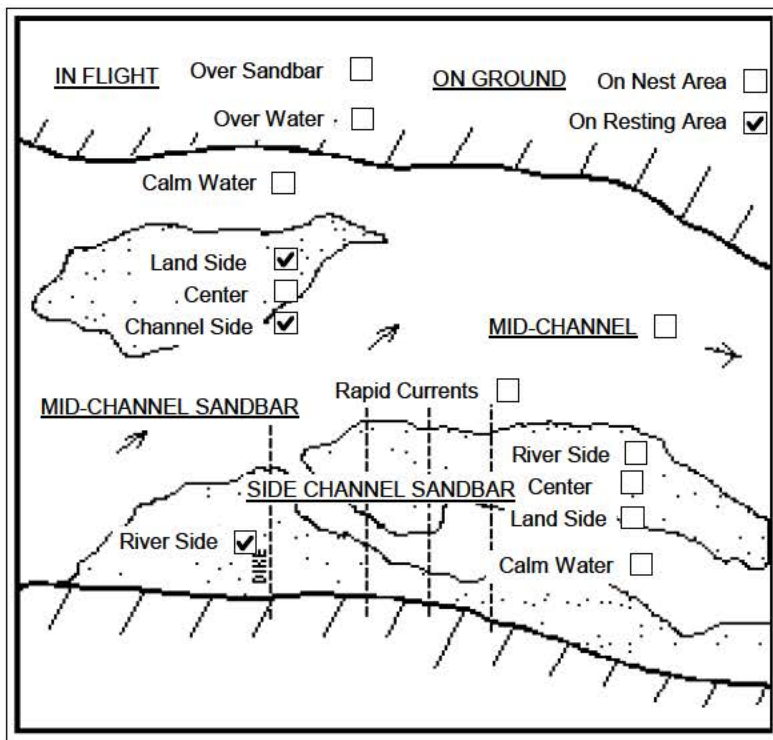 IN FLIGHT Over Sandbar ON GROUND On Nest Area
Over Water On Resting Area
Calm Water
Land Side
Center
Channel Side
MID-CHANNEL
Rapid Currents
MID-CHANNEL SANDBAR
River Side
SIDE CHANNEL SANDBAR Center
Land Side
River Side
DIKE
Calm Water